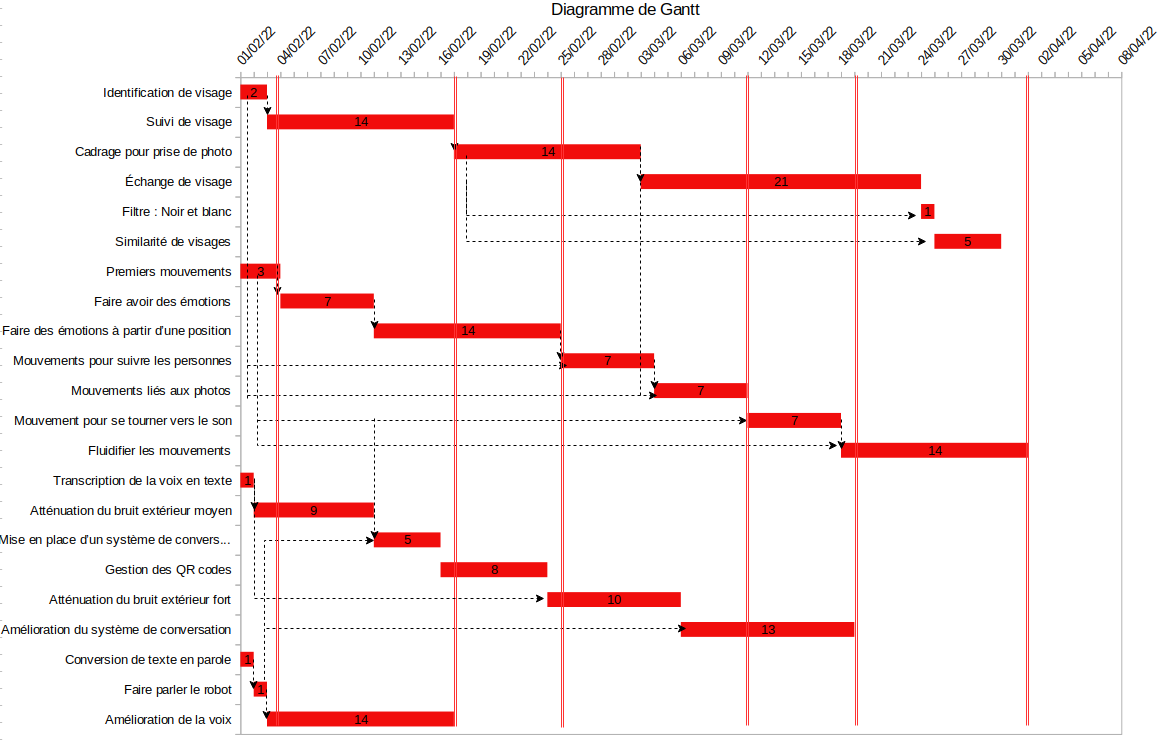 Diagramme de Gantt
01/02/22 04/02/22 07/02/22 10/02/22 13/02/22 16/02/22 19/02/22 22/02/22 25/02/22 28/02/22 03/03/22 06/03/22 09/03/22 12/03/22 15/03/22 18/03/22 21/03/22 24/03/22 27/03/22 30/03/22 02/04/22 05/04/22 08/04/22
Identification de visage 2
Suivi de visage 14
Cadrage pour prise de photo 14
Échange de visage 21
Filtre : Noir et blanc 1
Similarité de visages 5
Premiers mouvements 3
Faire avoir des émotions 7
Faire des émotions à partir d'une position 14
Mouvements pour suivre les personnes 7
Mouvements liés aux photos 7
Mouvement pour se tourner vers le son 7
Fluidifier les mouvements 14
Transcription de la voix en texte 1
Atténuation du bruit extérieur moyen 9
Mise en place d'un système de convers... 5
Gestion des QR codes 8
Atténuation du bruit extérieur fort 10
Amélioration du système de conversation 13
Conversion de texte en parole 1
Faire parler le robot 1
Amélioration de la voix 14